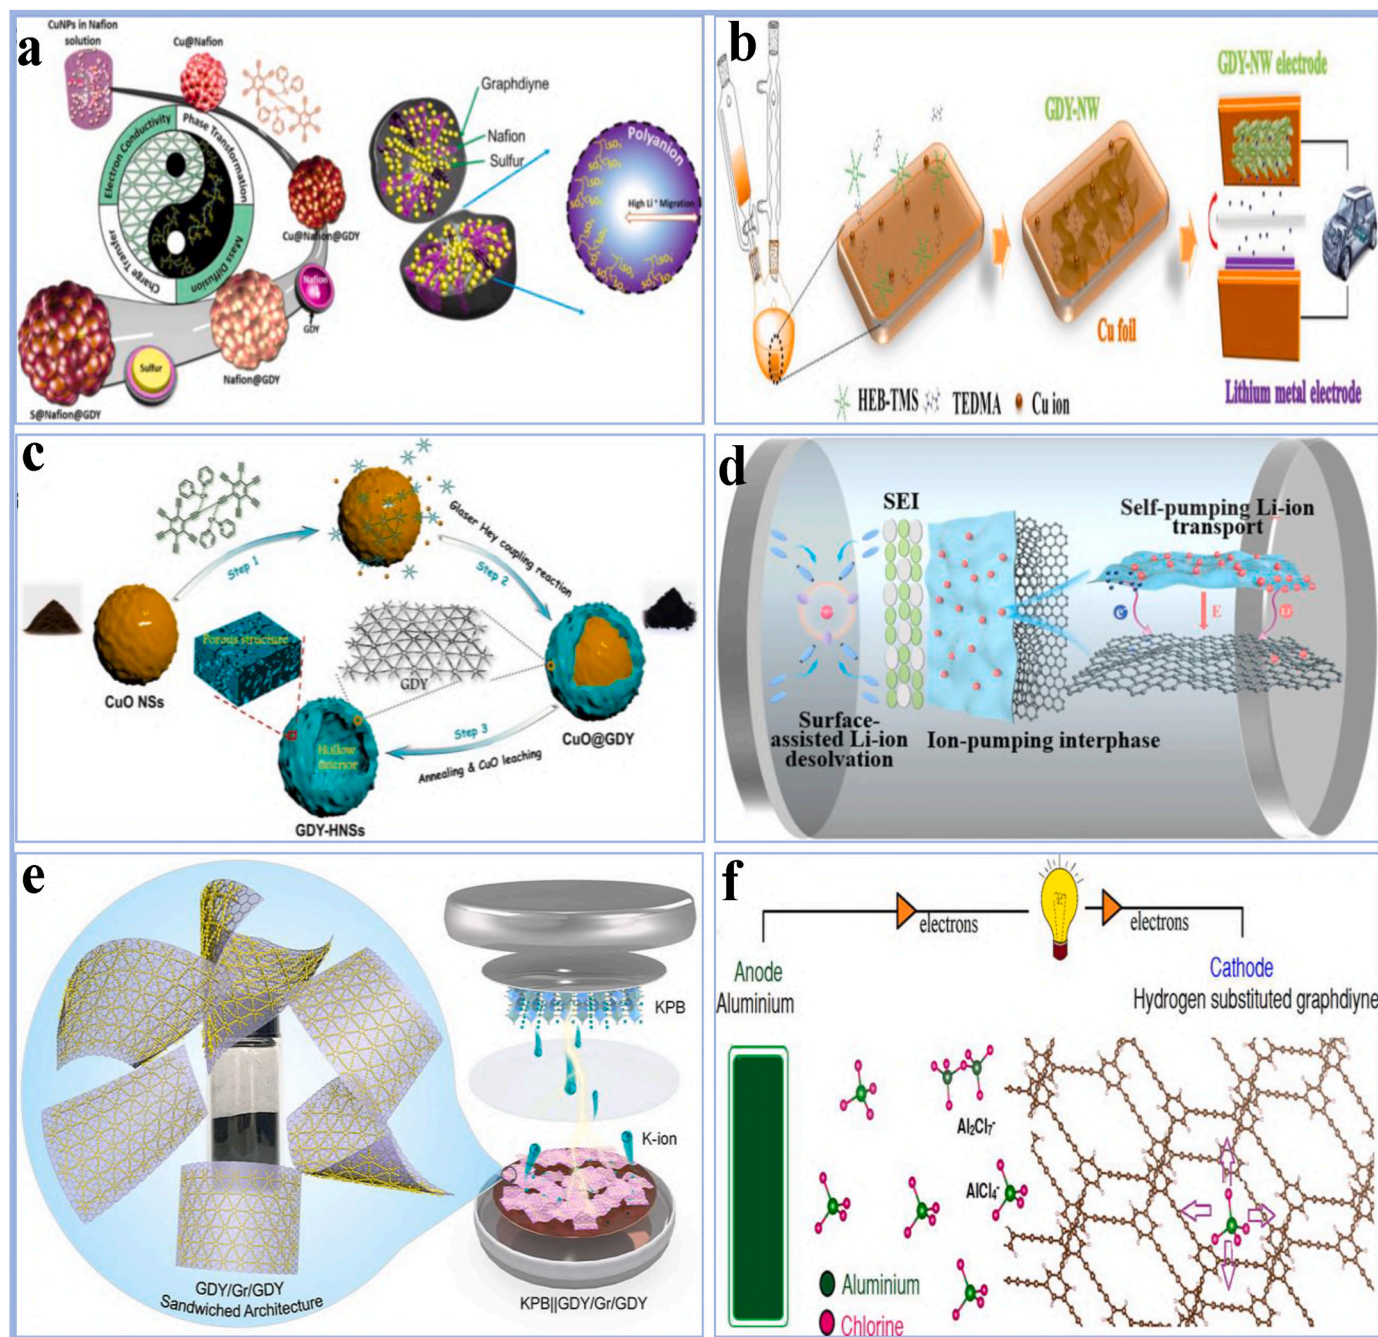 a
CuNPs in Nafion
solution
Cu@Nafion
Electron Conductivity
Phase Transformation
Charge Transfer
Mass Diffusion
Cu@Nafion@GDY
Nafion
GDY
Nafion@GDY
Sulfur
S@Nafion@GDY
Graphdiyne
Nafion
Sulfur
Polyanion
High Li⁺ Migration
b
GDY-NW
Cu foil
HEB-TMS
TEDMA
Cu ion
GDY-NW electrode
Lithium metal electrode
c
Step 1
Glaser Hey coupling reaction
Step 2
CuO NSs
Porous structure
GDY
CuO@GDY
Step 3
Annealing & CuO leaching
Hollow
interior
GDY-HNSs
d
SEI
Self-pumping Li-ion
transport
e
E
Li
Surface-
assisted Li-ion
desolvation
Ion-pumping interphase
e
KPB
K-ion
GDY/Gr/GDY
Sandwiched Architecture
KPB||GDY/Gr/GDY
f
electrons
electrons
Anode
Aluminium
Cathode
Hydrogen substituted graphdiyne
Al₂Cl₇⁻
AlCl₄⁻
Aluminium
Chlorine